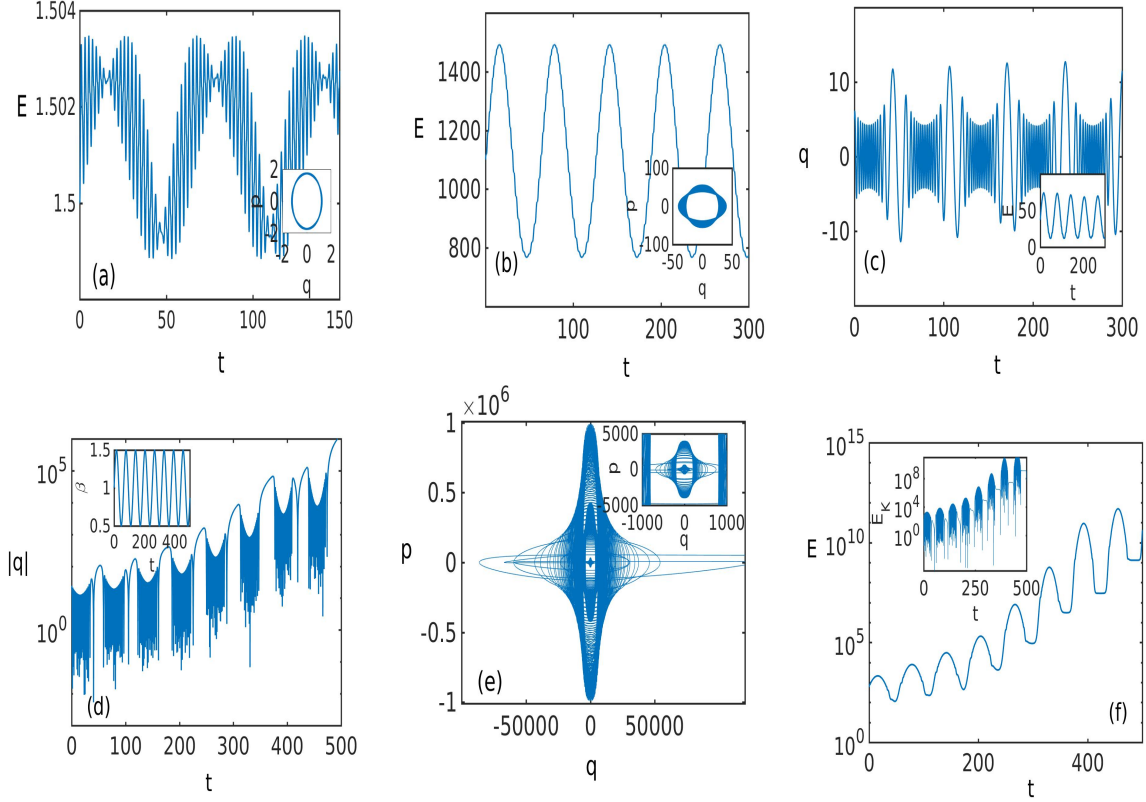 1.504
1.502
1.5
E
0 50 100 150
t
(a)
2
0
-2
p
-2 0 2
q
1400
1200
1000
800
E
100 200 300
t
(b)
100
0
-100
p
-50 0 50
q
10
0
-10
q
0 100 200 300
t
(c)
50
0
E
0 200
t
10^5
10^0
|q|
0 100 200 300 400 500
t
(d)
1.5
1
0.5
β
0 200 400
t
×10^6
1
0.5
0
-0.5
-1
p
-50000 0 50000
q
(e)
5000
0
-5000
p
-1000 0 1000
q
10^15
10^10
10^5
10^0
E
0 200 400
t
(f)
10^8
10^4
10^0
E_K
0 250 500
t